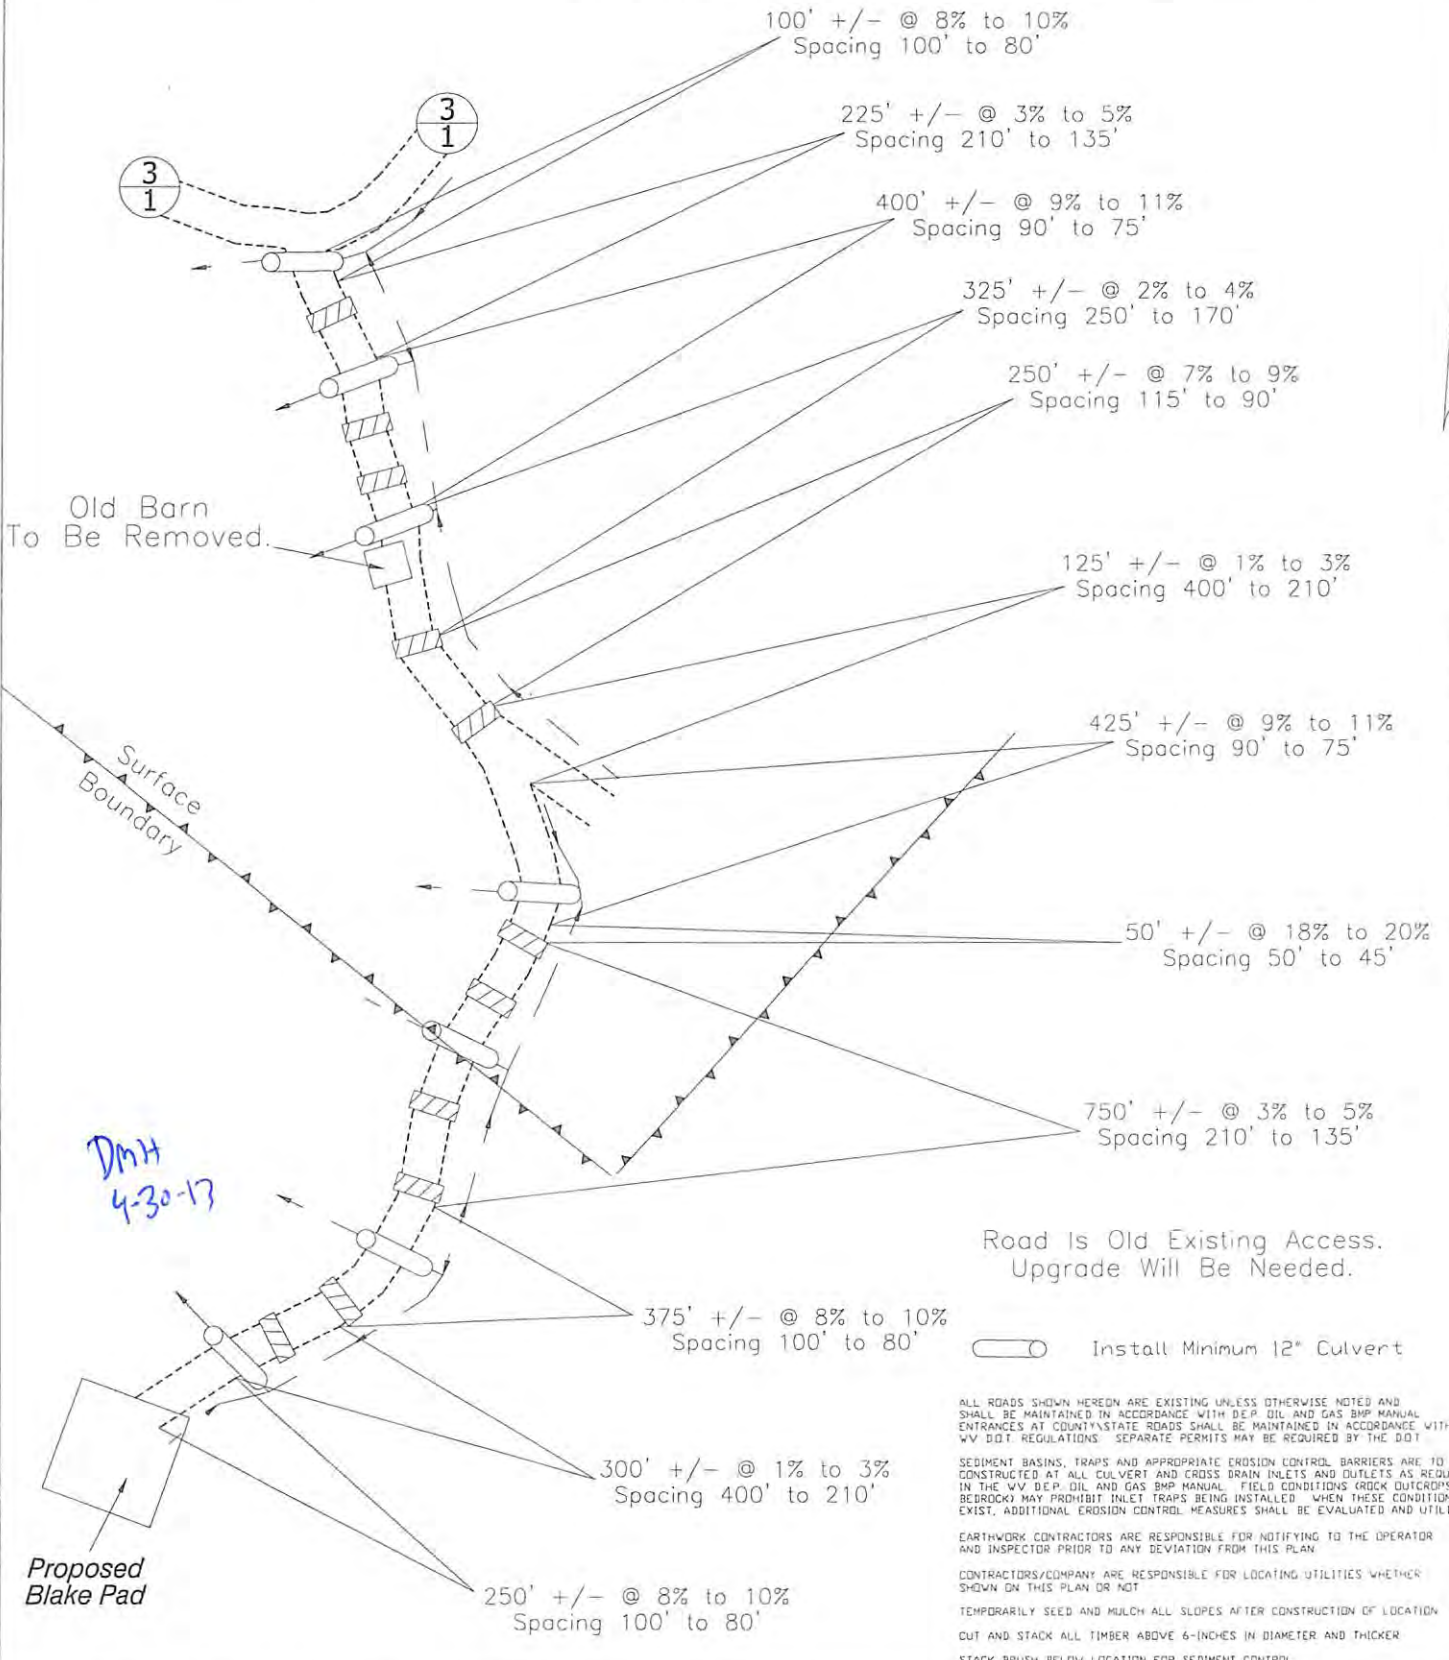 100' +/- @ 8% to 10%
Spacing 100' to 80'
3
1
3
1
225' +/- @ 3% to 5%
Spacing 210' to 135'
400' +/- @ 9% to 11%
Spacing 90' to 75'
325' +/- @ 2% to 4%
Spacing 250' to 170'
250' +/- @ 7% to 9%
Spacing 115' to 90'
Old Barn
To Be Removed.
125' +/- @ 1% to 3%
Spacing 400' to 210'
425' +/- @ 9% to 11%
Spacing 90' to 75'
Surface
Boundary
50' +/- @ 18% to 20%
Spacing 50' to 45'
750' +/- @ 3% to 5%
Spacing 210' to 135'
DMH
4-30-13
Road Is Old Existing Access.
Upgrade Will Be Needed.
375' +/- @ 8% to 10%
Spacing 100' to 80'
Install Minimum 12" Culvert
300' +/- @ 1% to 3%
Spacing 400' to 210'
Proposed
Blake Pad
250' +/- @ 8% to 10%
Spacing 100' to 80'
ALL ROADS SHOWN HEREON ARE EXISTING UNLESS OTHERWISE NOTED AND
SHALL BE MAINTAINED IN ACCORDANCE WITH D.E.P. OIL AND GAS BMP MANUAL
ENTRANCES AT COUNTY\STATE ROADS SHALL BE MAINTAINED IN ACCORDANCE WITH
WV D.O.T. REGULATIONS. SEPARATE PERMITS MAY BE REQUIRED BY THE D.O.T
SEDIMENT BASINS, TRAPS AND APPROPRIATE EROSION CONTROL BARRIERS ARE TO
CONSTRUCTED AT ALL CULVERT AND CROSS DRAIN INLETS AND OUTLETS AS REQU
IN THE WV D.E.P. OIL AND GAS BMP MANUAL. FIELD CONDITIONS (ROCK OUTCROPS
BEDROCK) MAY PROHIBIT INLET TRAPS BEING INSTALLED. WHEN THESE CONDITION
EXIST, ADDITIONAL EROSION CONTROL MEASURES SHALL BE EVALUATED AND UTILI
EARTHWORK CONTRACTORS ARE RESPONSIBLE FOR NOTIFYING TO THE OPERATOR
AND INSPECTOR PRIOR TO ANY DEVIATION FROM THIS PLAN
CONTRACTORS/COMPANY ARE RESPONSIBLE FOR LOCATING UTILITIES WHETHER
SHOWN ON THIS PLAN OR NOT
TEMPORARILY SEED AND MULCH ALL SLOPES AFTER CONSTRUCTION OF LOCATION
CUT AND STACK ALL TIMBER ABOVE 6-INCHES IN DIAMETER AND THICKER
STACK BRUSH BELOW LOCATION FOR SEDIMENT CONTROL